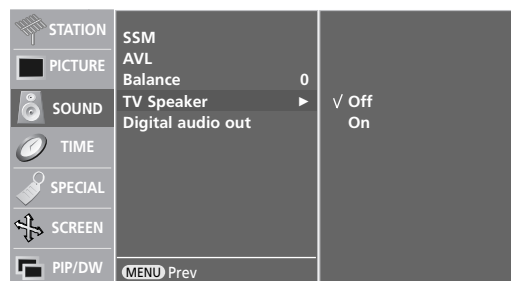 STATION
PICTURE
SOUND
TIME
SPECIAL
SCREEN
PIP/DW
SSM
AVL
Balance 0
TV Speaker ►
Digital audio out
MENU Prev
√ Off
On